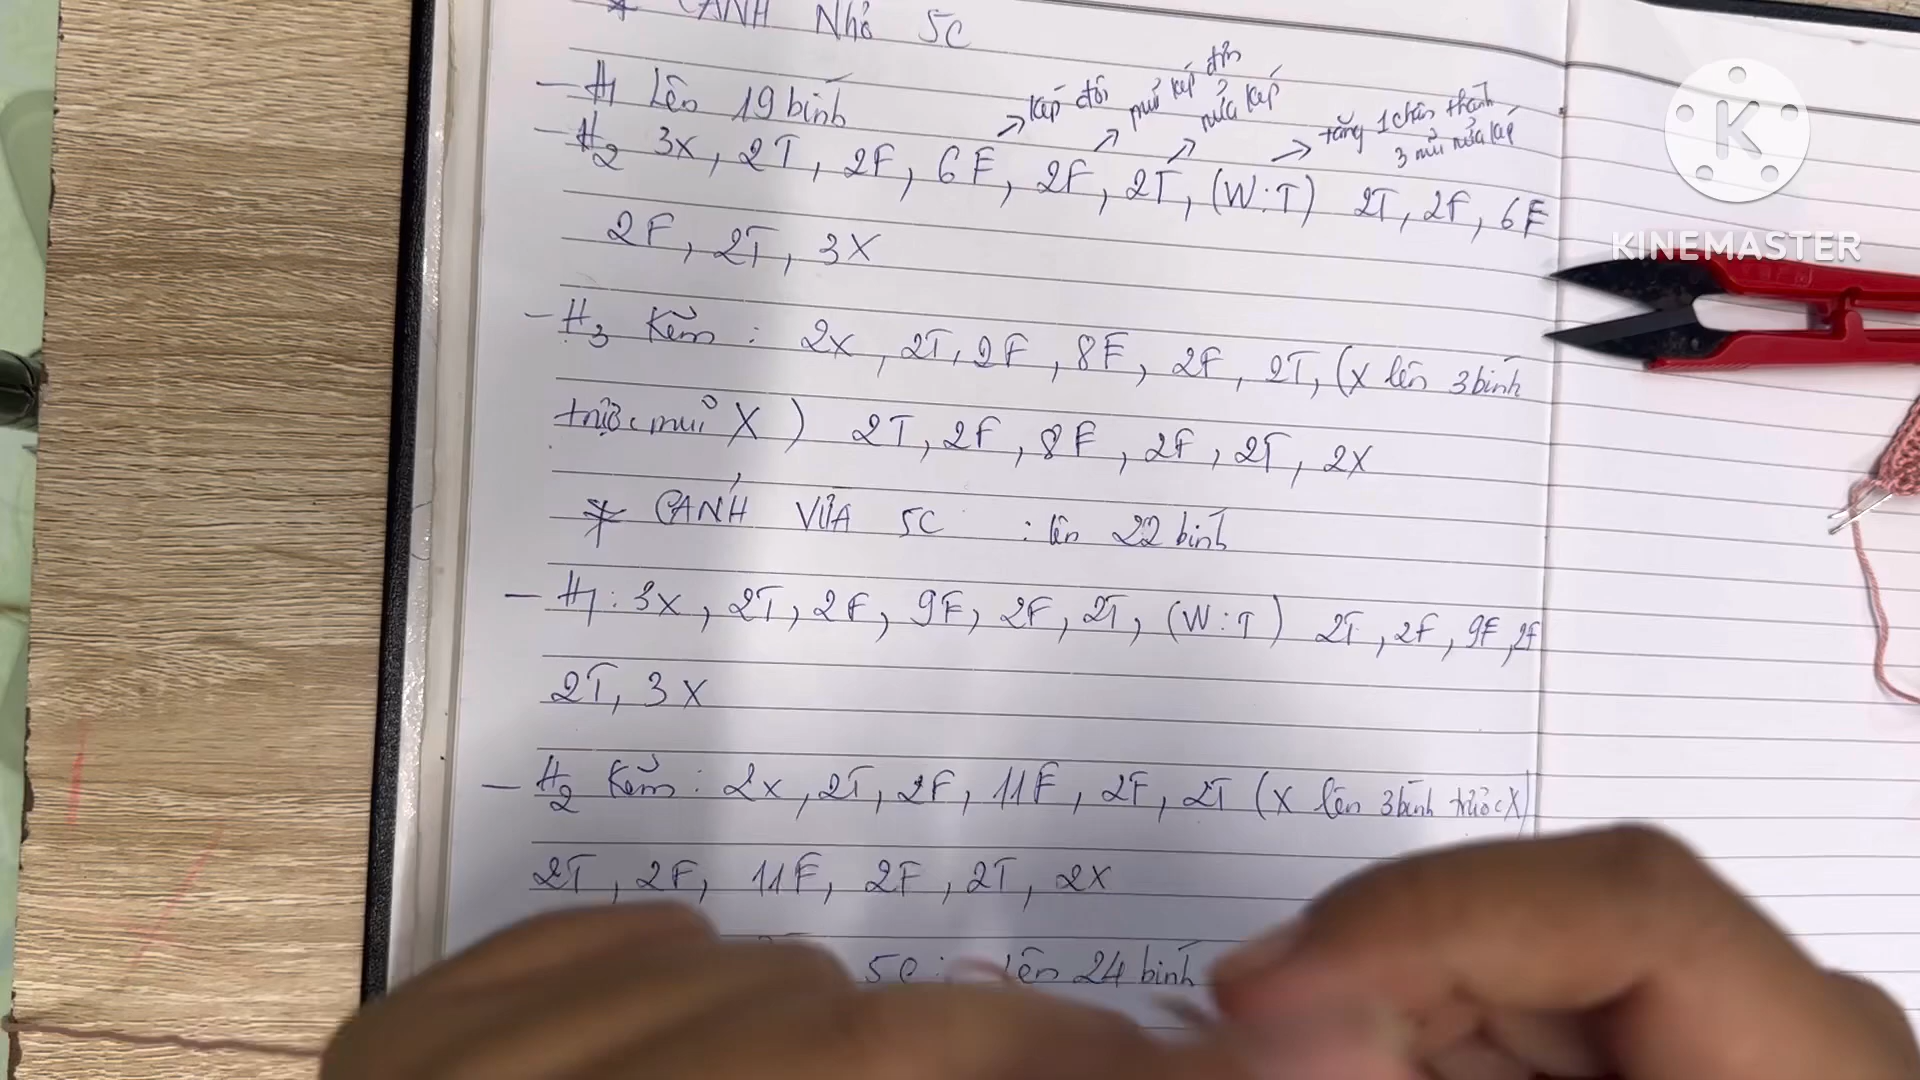 * CÁNH Nhỏ 5C
- H1 Lên 19 bính
kép đôi
mũi kép đơn
nửa kép
tăng 1 chân thành
3 mũi nửa kép
- H2 3X, 2T, 2F, 6F, 2F, 2T, (W:T) 2T, 2F, 6F
2F, 2T, 3X
- H3 Kẽm: 2X, 2T, 2F, 8F, 2F, 2T, (X lên 3 bính
trước mũi X) 2T, 2F, 8F, 2F, 2T, 2X
* CÁNH VỪA 5C : lên 22 bính
- H1: 3X, 2T, 2F, 9F, 2F, 2T, (W:T) 2T, 2F, 9F, 2F
2T, 3X
- H2 Kẽm: 2X, 2T, 2F, 11F, 2F, 2T (X lên 3 bính trước X)
2T, 2F, 11F, 2F, 2T, 2X
5C: lên 24 bính
K
KINEMASTER